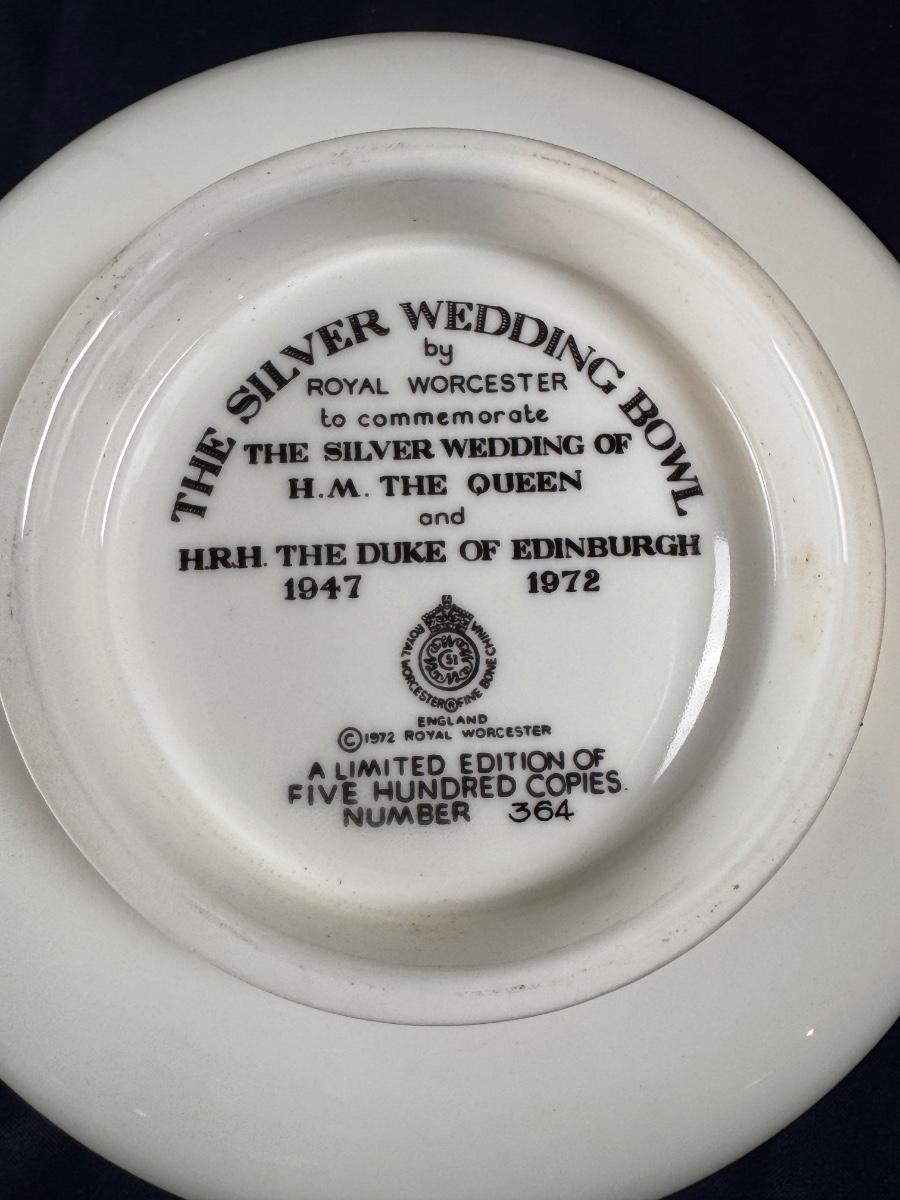 THE SILVER WEDDING BOWL
by
ROYAL WORCESTER
to commemorate
THE SILVER WEDDING OF
H.M. THE QUEEN
and
H.R.H. THE DUKE OF EDINBURGH
1947 1972
ROYAL WORCESTER ® FINE BONE CHINA
51
ENGLAND
© 1972 ROYAL WORCESTER
A LIMITED EDITION OF
FIVE HUNDRED COPIES.
NUMBER 364